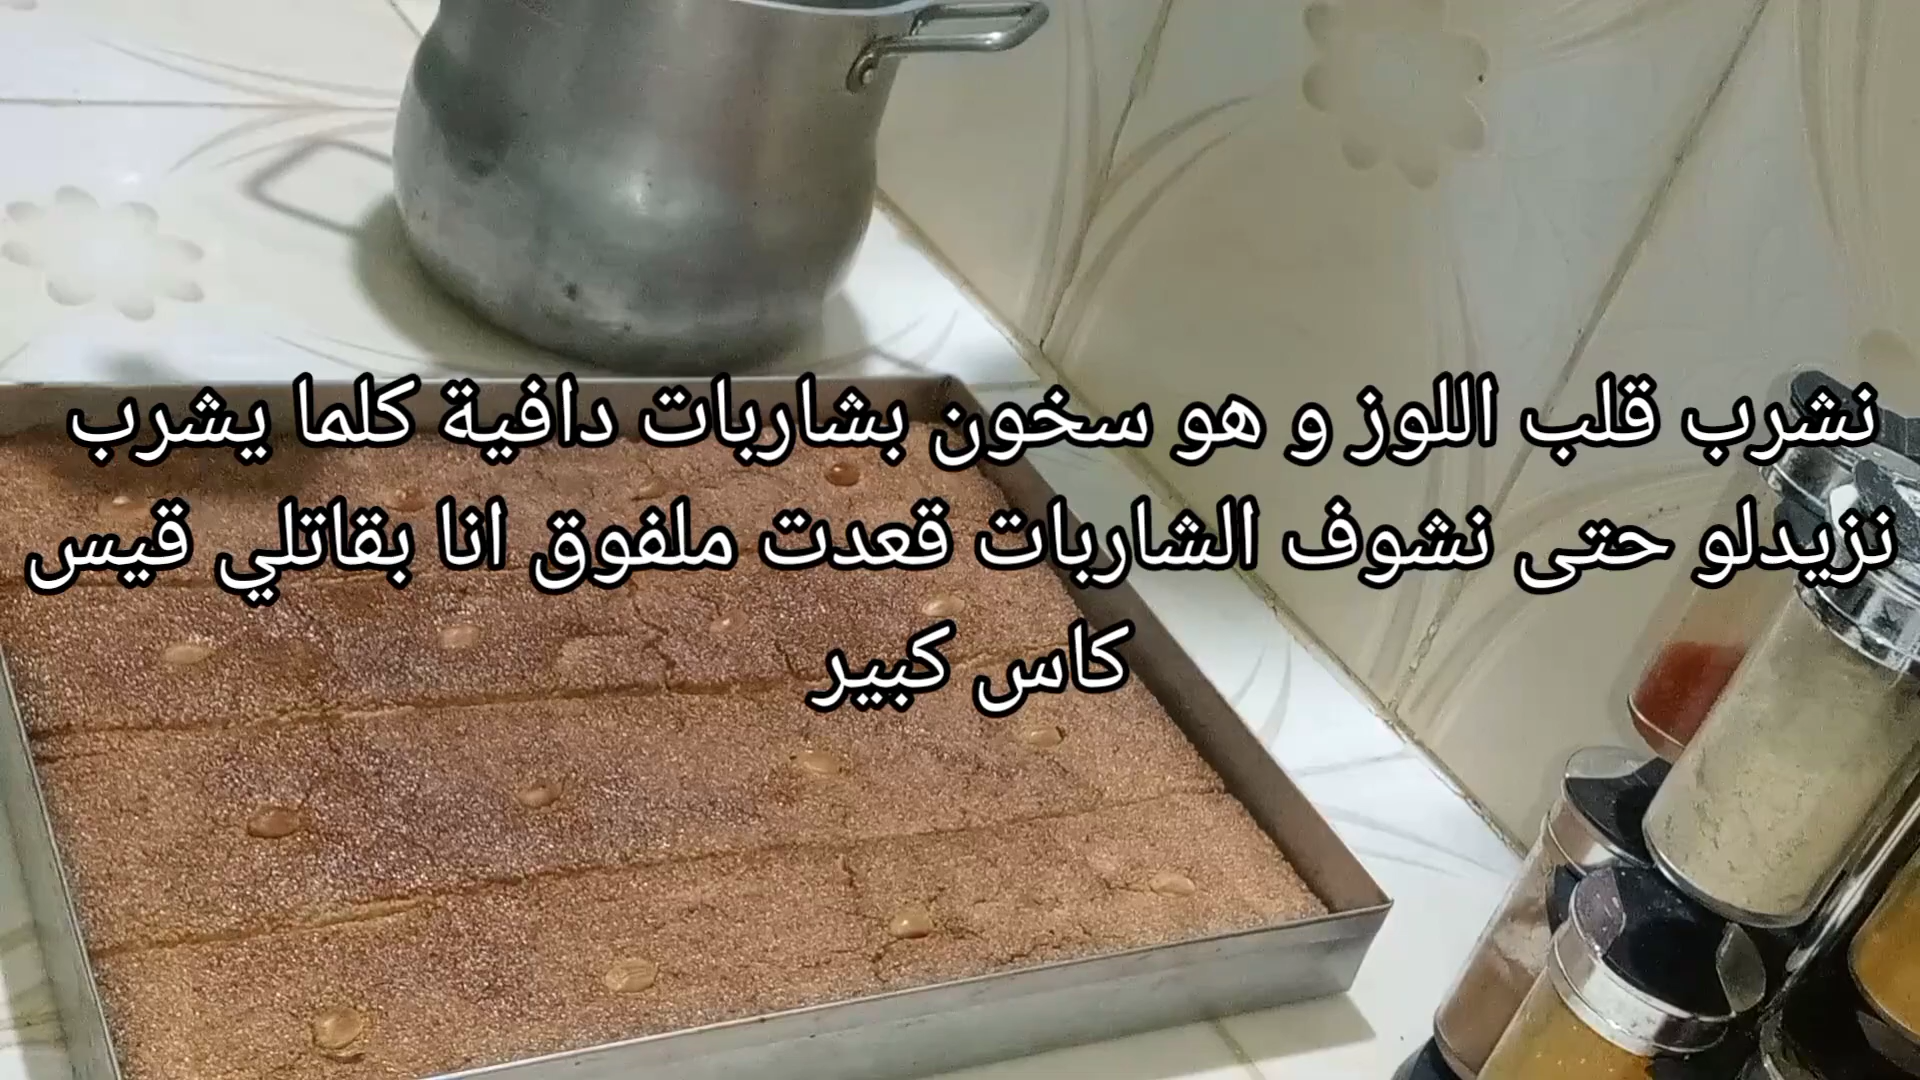 نشرب قلب اللوز و هو سخون بشاربات دافية كلما يشرب
نزيدلو حتى نشوف الشاربات قعدت ملفوق انا بقاتلي قيس
كاس كبير